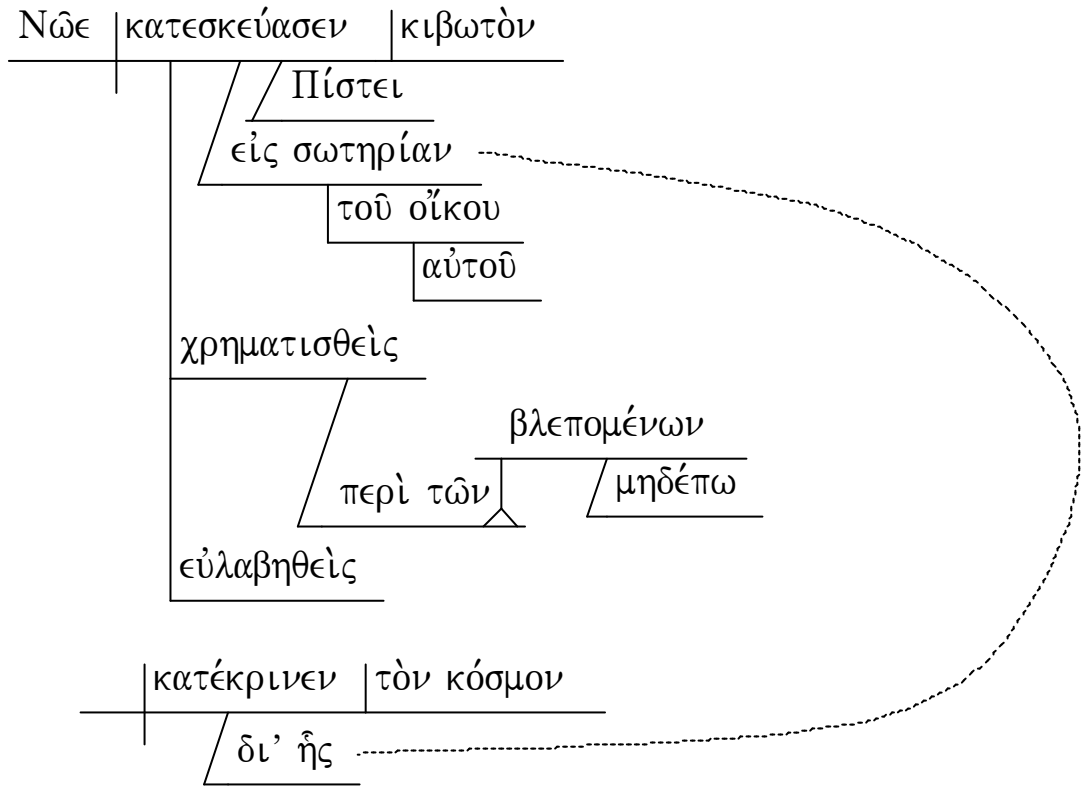 Νῶε κατεσκεύασεν κιβωτὸν
Πίστει
εἰς σωτηρίαν
τοῦ οἴκου
αὐτοῦ
χρηματισθεὶς
βλεπομένων
περὶ τῶν μηδέπω
εὐλαβηθεὶς
κατέκρινεν τὸν κόσμον
δι’ ἧς